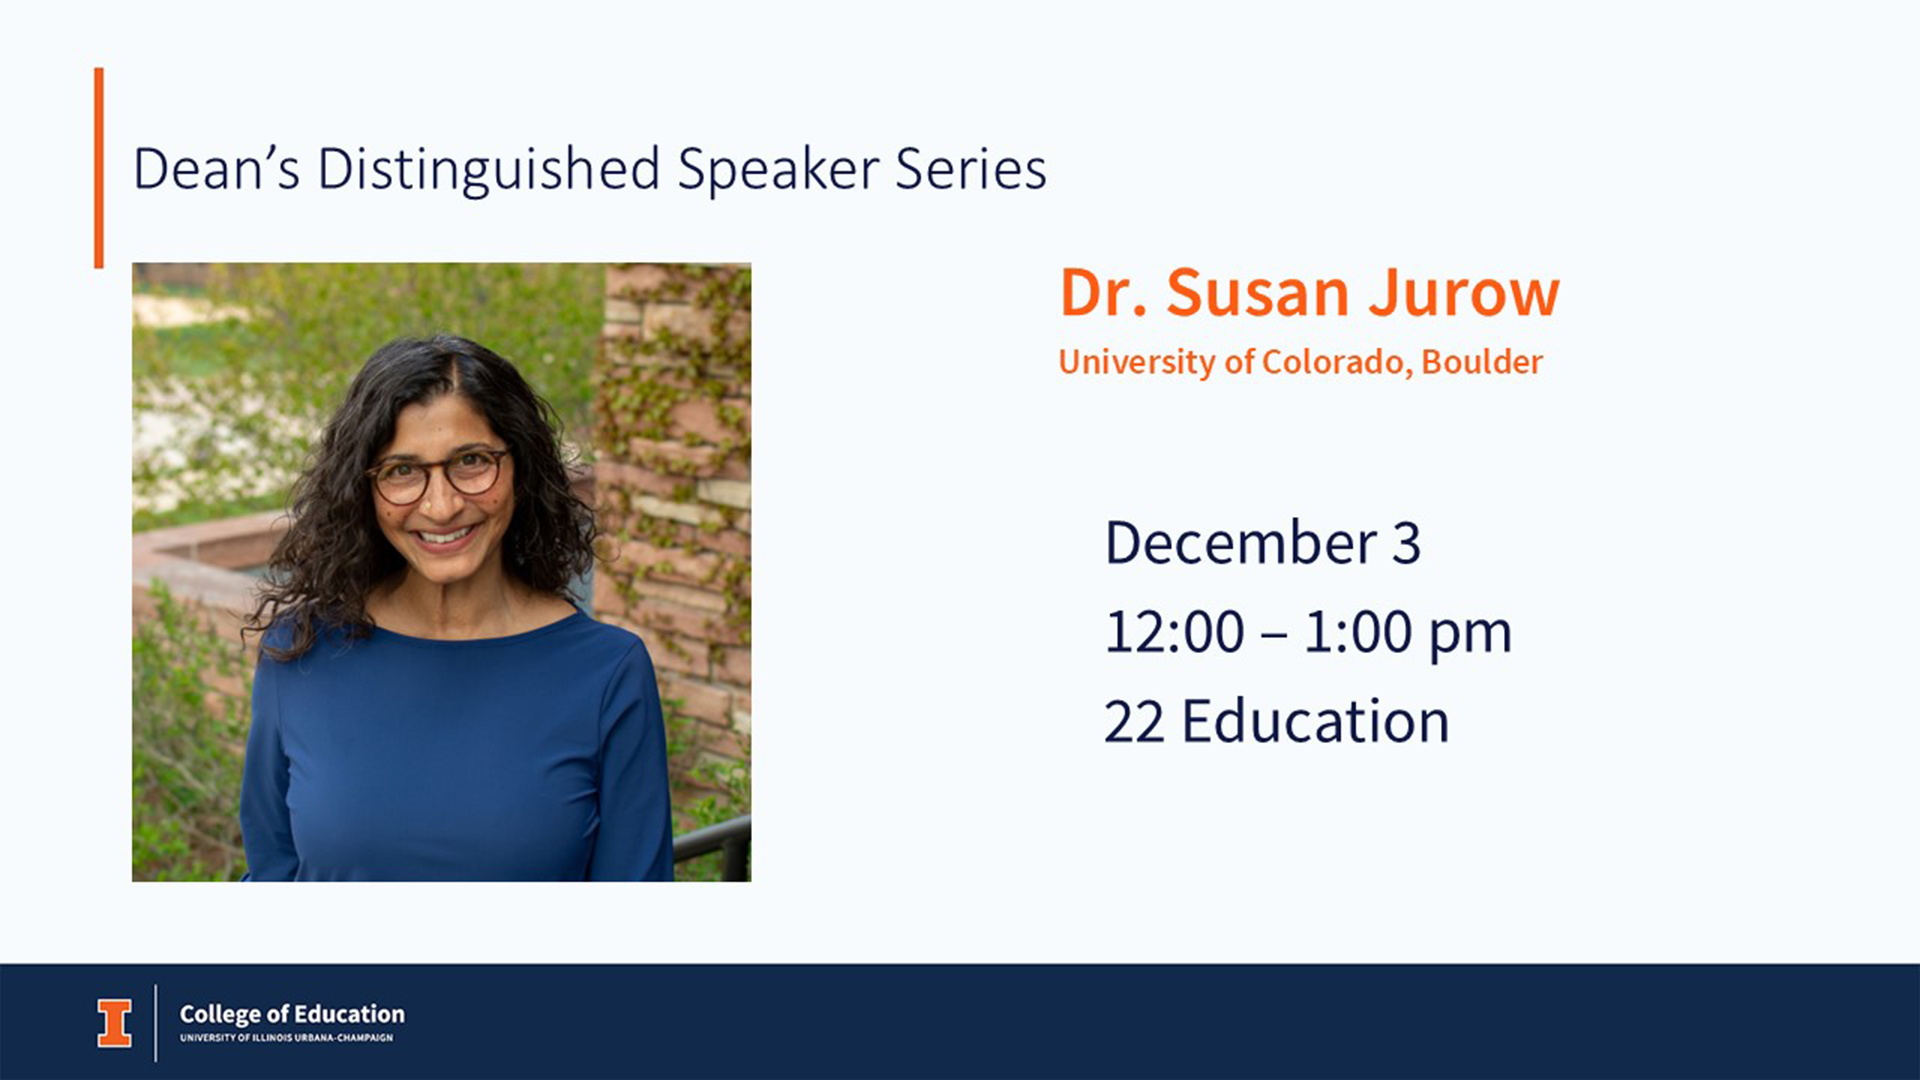 Dean’s Distinguished Speaker Series
Dr. Susan Jurow
University of Colorado, Boulder
December 3
12:00 – 1:00 pm
22 Education
I
College of Education
UNIVERSITY OF ILLINOIS URBANA-CHAMPAIGN